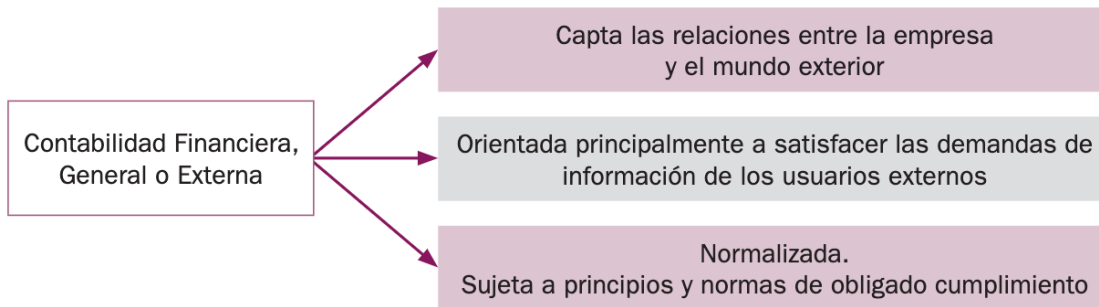 Contabilidad Financiera,
General o Externa
Capta las relaciones entre la empresa
y el mundo exterior
Orientada principalmente a satisfacer las demandas de
información de los usuarios externos
Normalizada.
Sujeta a principios y normas de obligado cumplimiento